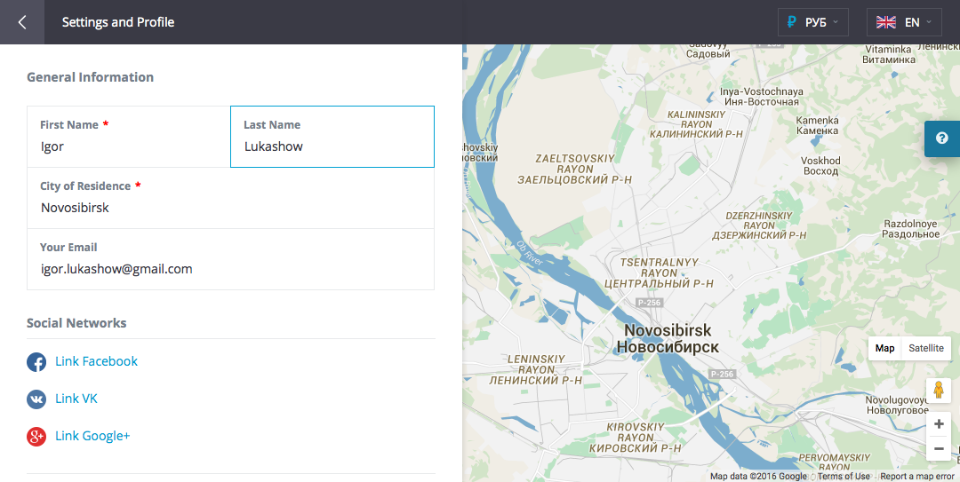 Settings and Profile
₽ РУБ
EN
General Information
First Name *
Igor
Last Name
Lukashow
City of Residence *
Novosibirsk
Your Email
igor.lukashow@gmail.com
Social Networks
Link Facebook
Link VK
Link Google+
Садовый
Vitaminka
Витаминка
Inya-Vostochnaya
Иня-Восточная
KALININSKIY
RAYON
КАЛИНИНСКИЙ Р-Н
Kamenka
Каменка
ZAELTSOVSKIY
RAYON
ЗАЕЛЬЦОВСКИЙ Р-Н
Voskhod
Восход
DZERZHINSKIY
RAYON
ДЗЕРЖИНСКИЙ Р-Н
Razdolnoye
Раздольное
Ob River
TSENTRALNYY
RAYON
ЦЕНТРАЛЬНЫЙ Р-Н
P-256
Novosibirsk
Новосибирск
Map
Satellite
LENINSKIY
RAYON
ЛЕНИНСКИЙ Р-Н
P-256
Novolugovoye
Новолуговое
KIROVSKIY
RAYON
КИРОВСКИЙ Р-Н
PERVOMAYSKIY
RAYON
Map data ©2016 Google
Terms of Use
Report a map error